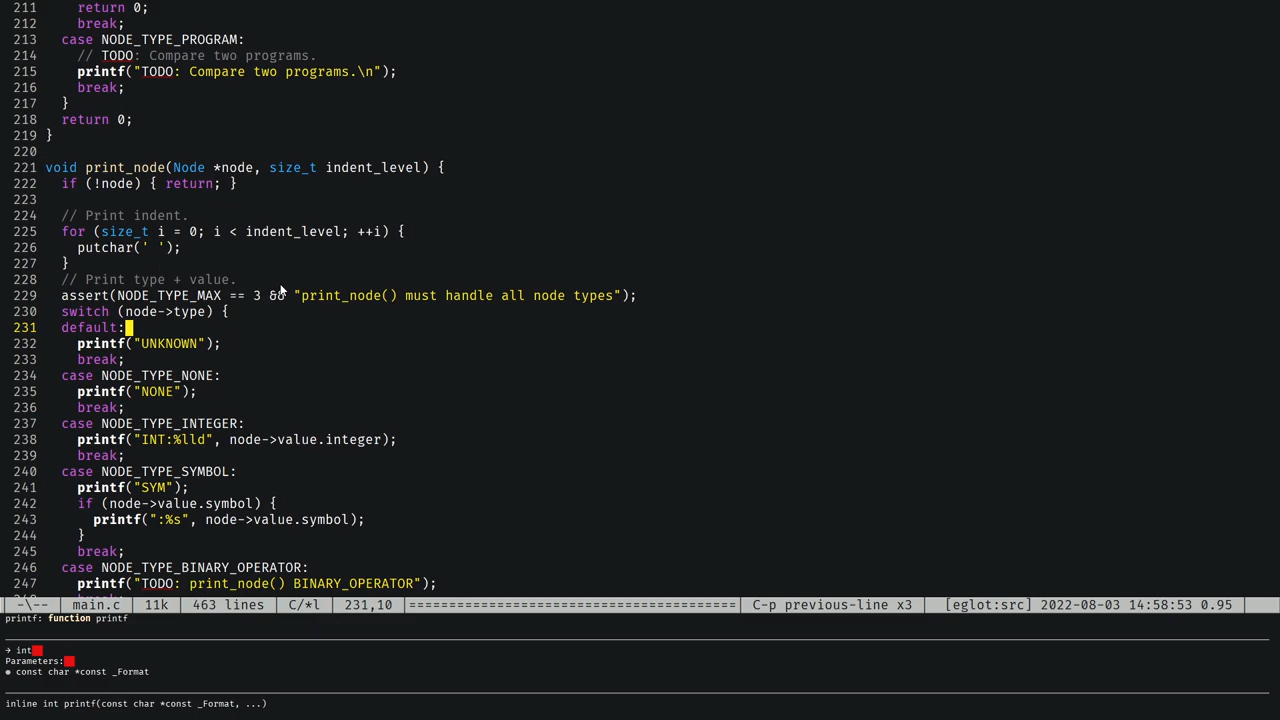 211     return 0;
212     break;
213   case NODE_TYPE_PROGRAM:
214     // TODO: Compare two programs.
215     printf("TODO: Compare two programs.\n");
216     break;
217   }
218   return 0;
219 }
220
221 void print_node(Node *node, size_t indent_level) {
222   if (!node) { return; }
223
224   // Print indent.
225   for (size_t i = 0; i < indent_level; ++i) {
226     putchar(' ');
227   }
228   // Print type + value.
229   assert(NODE_TYPE_MAX == 3 && "print_node() must handle all node types");
230   switch (node->type) {
231   default:
232     printf("UNKNOWN");
233     break;
234   case NODE_TYPE_NONE:
235     printf("NONE");
236     break;
237   case NODE_TYPE_INTEGER:
238     printf("INT:%lld", node->value.integer);
239     break;
240   case NODE_TYPE_SYMBOL:
241     printf("SYM");
242     if (node->value.symbol) {
243       printf(":%s", node->value.symbol);
244     }
245     break;
246   case NODE_TYPE_BINARY_OPERATOR:
247     printf("TODO: print_node() BINARY_OPERATOR");
-\-- main.c 11k 463 lines C/*l 231,10 ========================================= C-p previous-line x3 [eglot:src] 2022-08-03 14:58:53 0.95
printf: function printf
→ int
Parameters:
● const char *const _Format
inline int printf(const char *const _Format, ...)